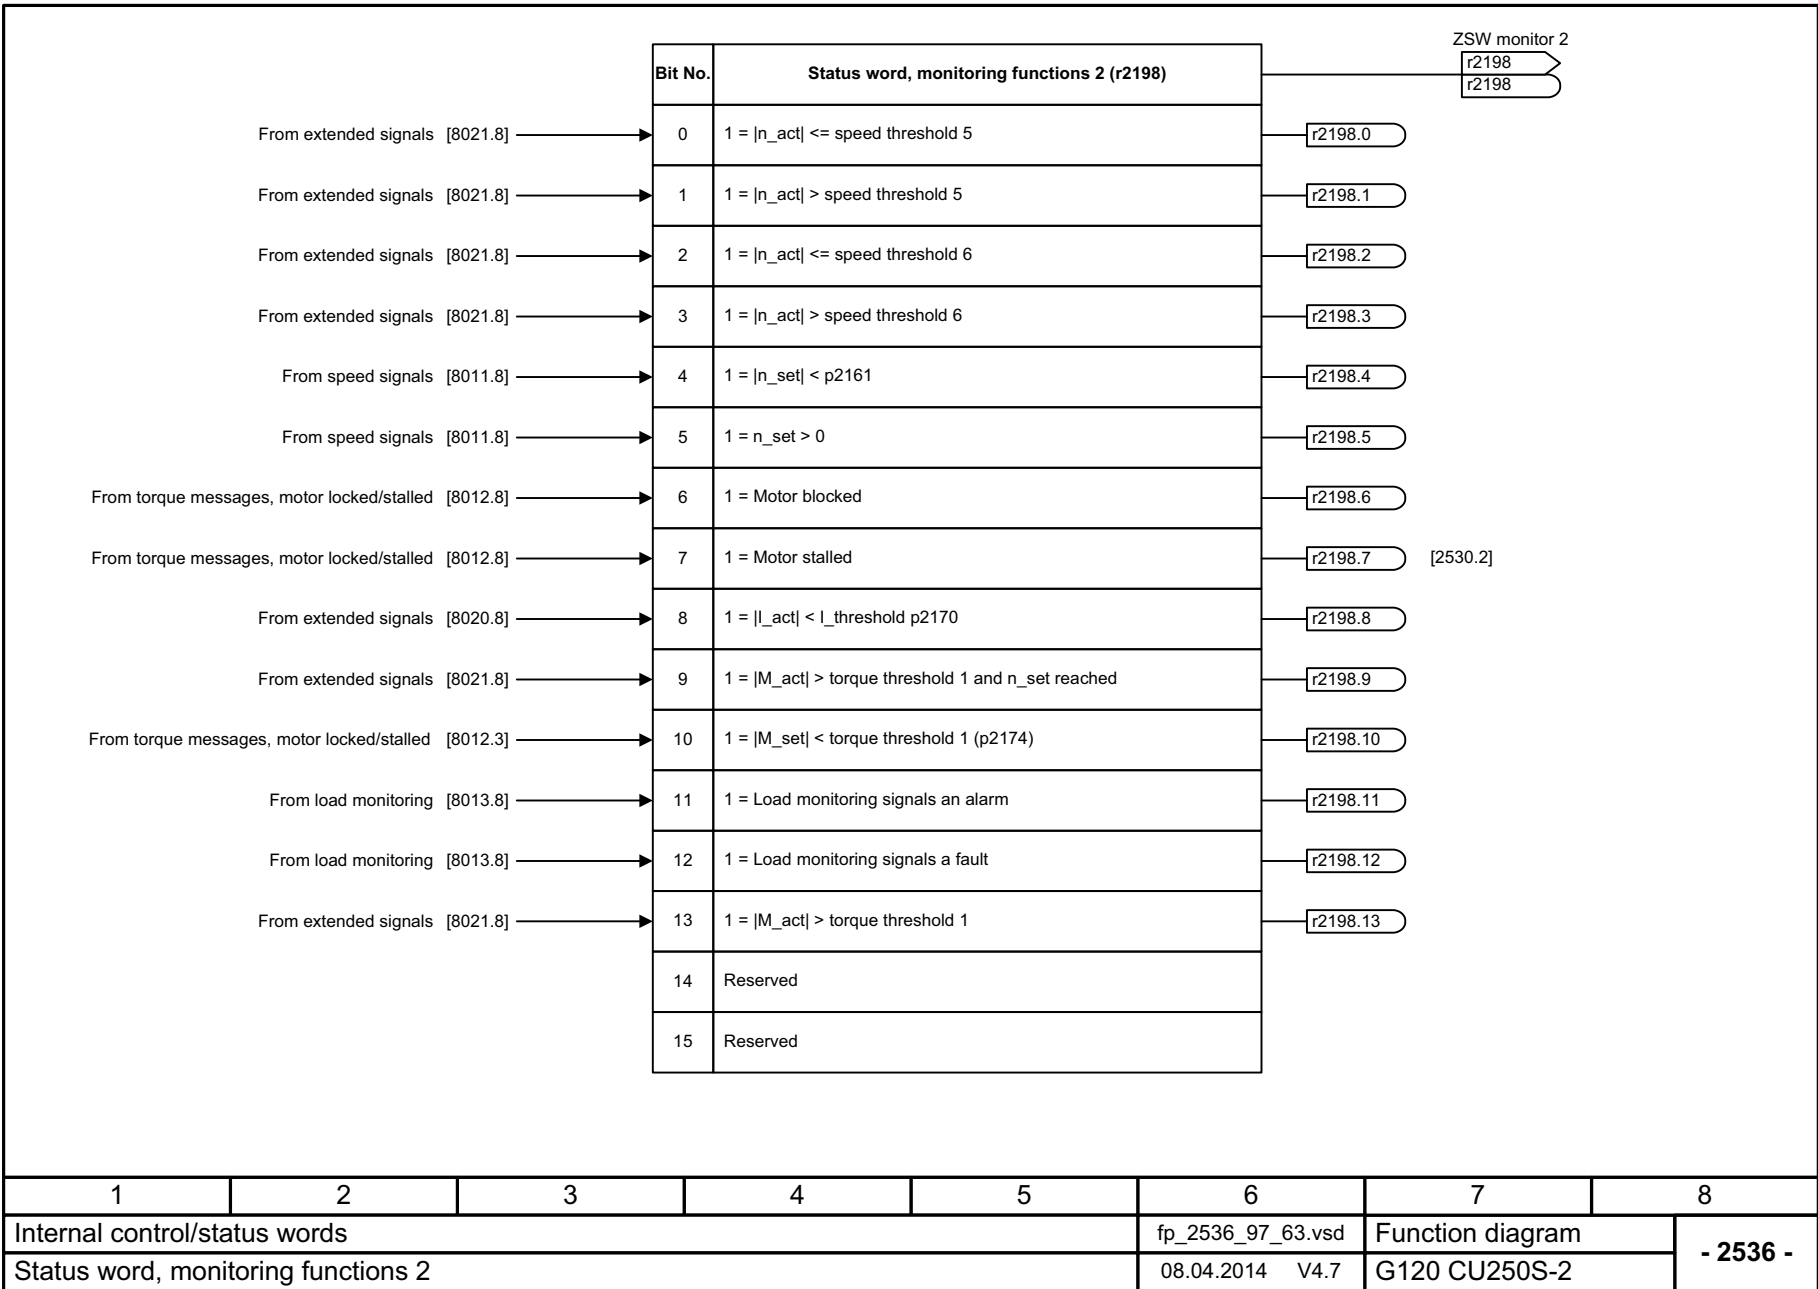 ZSW monitor 2
Bit No. Status word, monitoring functions 2 (r2198) r2198
r2198
From extended signals [8021.8] 0 1 = |n_act| <= speed threshold 5 r2198.0
From extended signals [8021.8] 1 1 = |n_act| > speed threshold 5 r2198.1
From extended signals [8021.8] 2 1 = |n_act| <= speed threshold 6 r2198.2
From extended signals [8021.8] 3 1 = |n_act| > speed threshold 6 r2198.3
From speed signals [8011.8] 4 1 = |n_set| < p2161 r2198.4
From speed signals [8011.8] 5 1 = n_set > 0 r2198.5
From torque messages, motor locked/stalled [8012.8] 6 1 = Motor blocked r2198.6
From torque messages, motor locked/stalled [8012.8] 7 1 = Motor stalled r2198.7 [2530.2]
From extended signals [8020.8] 8 1 = |I_act| < I_threshold p2170 r2198.8
From extended signals [8021.8] 9 1 = |M_act| > torque threshold 1 and n_set reached r2198.9
From torque messages, motor locked/stalled [8012.3] 10 1 = |M_set| < torque threshold 1 (p2174) r2198.10
From load monitoring [8013.8] 11 1 = Load monitoring signals an alarm r2198.11
From load monitoring [8013.8] 12 1 = Load monitoring signals a fault r2198.12
From extended signals [8021.8] 13 1 = |M_act| > torque threshold 1 r2198.13
14 Reserved
15 Reserved
1 2 3 4 5 6 7 8
Internal control/status words fp_2536_97_63.vsd Function diagram - 2536 -
Status word, monitoring functions 2 08.04.2014 V4.7 G120 CU250S-2